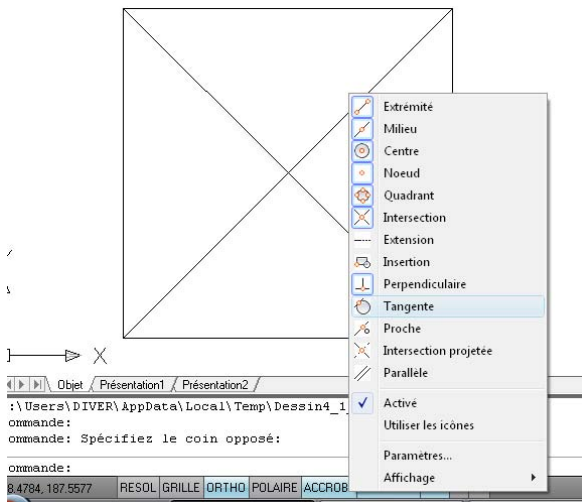 Extrémité
Milieu
Centre
Noeud
Quadrant
Intersection
Extension
Insertion
Perpendiculaire
Tangente
Proche
Intersection projetée
Parallèle
Activé
Utiliser les icônes
Paramètres...
Affichage
X
Objet Présentation1 Présentation2
:\Users\DIVER\AppData\Local\Temp\Dessin4_1_
ommande:
ommande: Spécifiez le coin opposé:
ommande:
8.4784, 187.5577 RESOL GRILLE ORTHO POLAIRE ACCROB